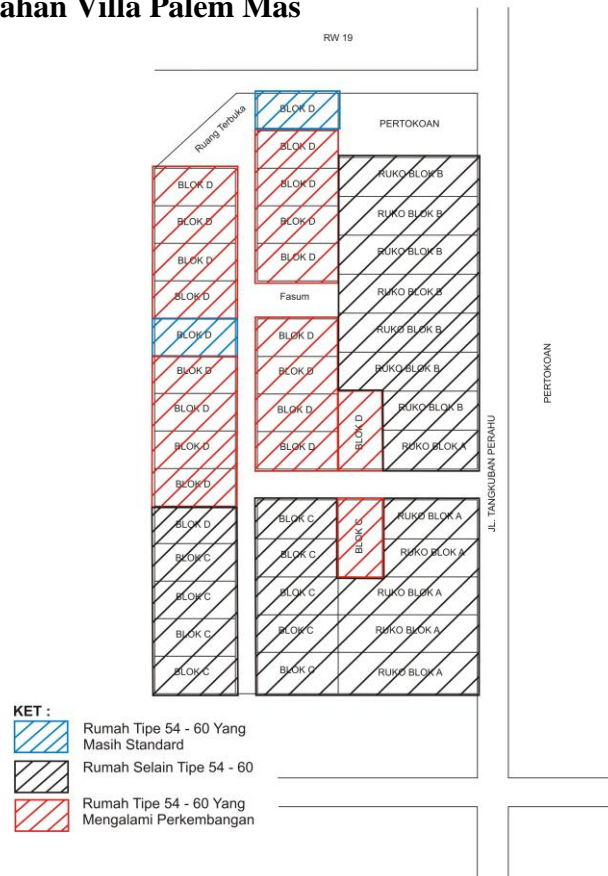 ahan Villa Palem Mas
RW 19
Ruang Terbuka
BLOK D
PERTOKOAN
BLOK D
BLOK D
BLOK D
BLOK D
Fasum
BLOK D
BLOK D
BLOK D
BLOK D
BLOK D
BLOK D
BLOK D
BLOK D
BLOK D
BLOK D
BLOK D
BLOK D
BLOK D
BLOK D
RUKO BLOK B
RUKO BLOK B
RUKO BLOK B
RUKO BLOK B
RUKO BLOK B
RUKO BLOK B
RUKO BLOK B
RUKO BLOK A
PERTOKOAN
JL. TANGKUBAN PERAHU
BLOK D
BLOK C
BLOK C
BLOK C
BLOK C
BLOK C
BLOK C
BLOK C
BLOK C
BLOK C
BLOK C
RUKO BLOK A
RUKO BLOK A
RUKO BLOK A
RUKO BLOK A
RUKO BLOK A
KET :
Rumah Tipe 54 - 60 Yang
Masih Standard
Rumah Selain Tipe 54 - 60
Rumah Tipe 54 - 60 Yang
Mengalami Perkembangan